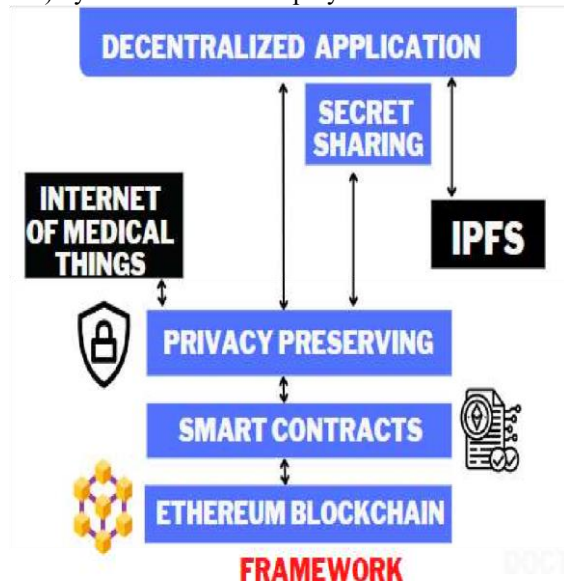 DECENTRALIZED APPLICATION
SECRET
SHARING
INTERNET
OF MEDICAL
THINGS
IPFS
PRIVACY PRESERVING
SMART CONTRACTS
ETHEREUM BLOCKCHAIN
FRAMEWORK